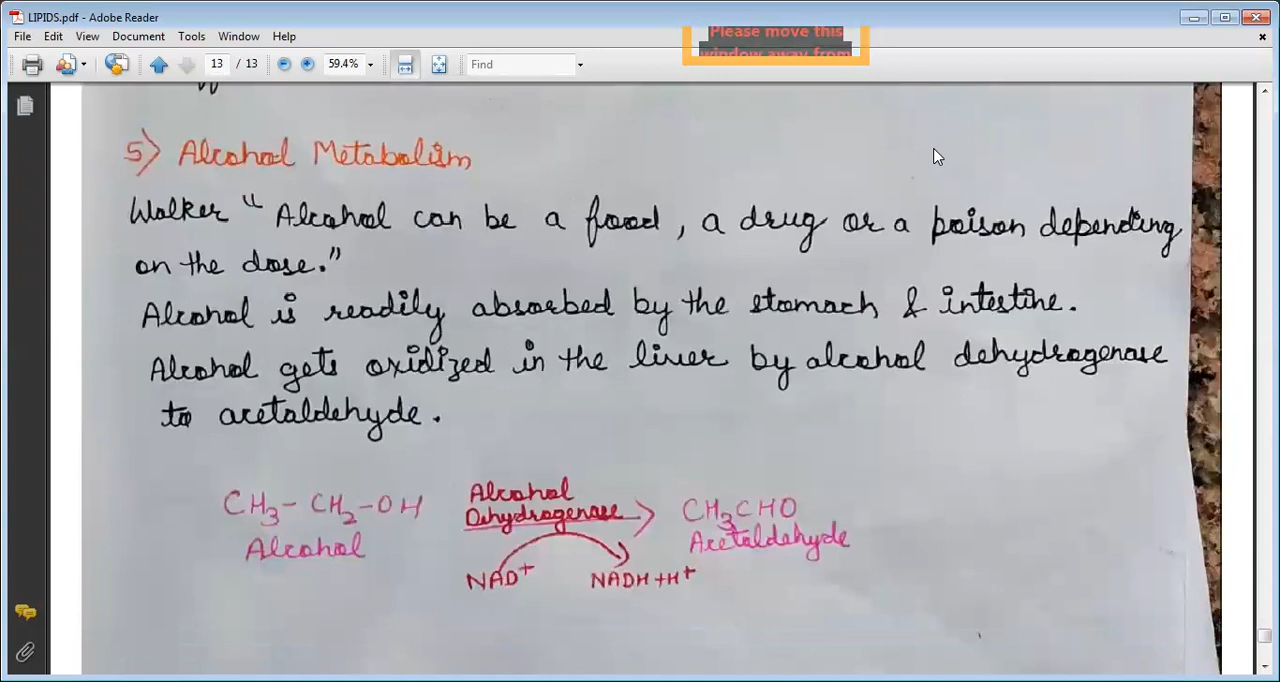 LIPIDS.pdf - Adobe Reader
File Edit View Document Tools Window Help
Please move this
window away from
13 / 13 59.4% Find
5) Alcohol Metabolism
Walker " Alcohol can be a food, a drug or a poison depending
on the dose."
Alcohol is readily absorbed by the stomach & intestine.
Alcohol gets oxidized in the liver by alcohol dehydrogenase
to acetaldehyde.
CH3 - CH2 - OH Alcohol Dehydrogenase CH3CHO
Alcohol Acetaldehyde
NAD+ NADH + H+